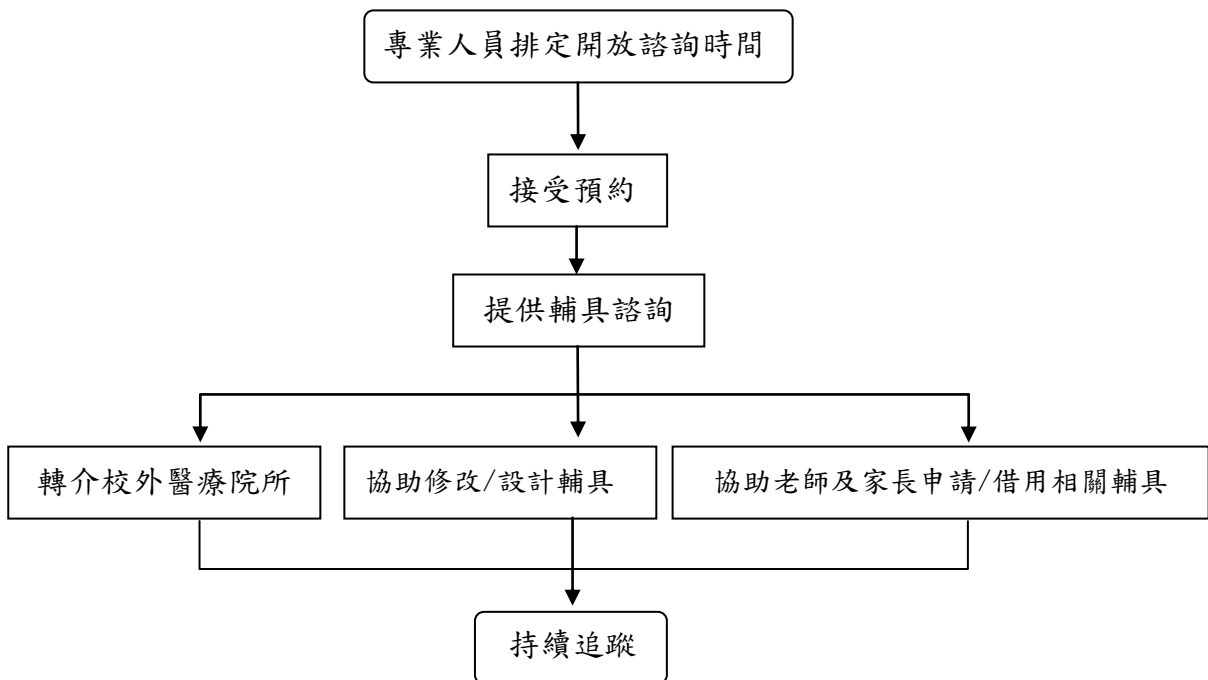 專業人員排定開放諮詢時間
接受預約
提供輔具諮詢
轉介校外醫療院所
協助修改/設計輔具
協助老師及家長申請/借用相關輔具
持續追蹤